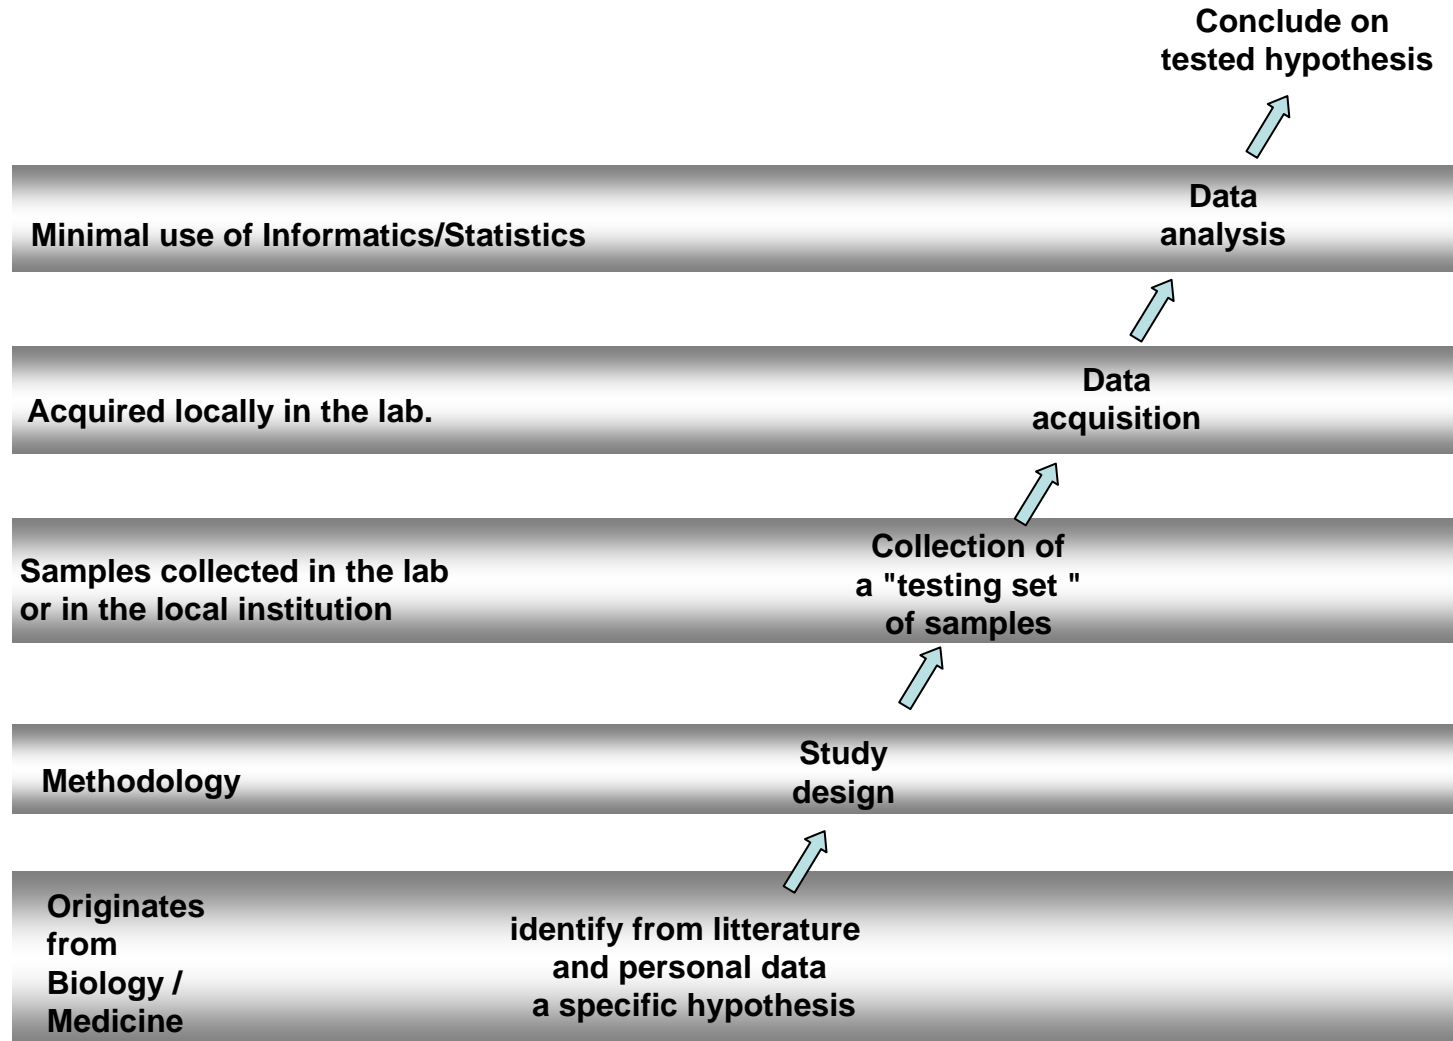 Conclude on
tested hypothesis
Minimal use of Informatics/Statistics
Data
analysis
Acquired locally in the lab.
Data
acquisition
Samples collected in the lab
or in the local institution
Collection of
a "testing set "
of samples
Methodology
Study
design
Originates
from
Biology /
Medicine
identify from litterature
and personal data
a specific hypothesis